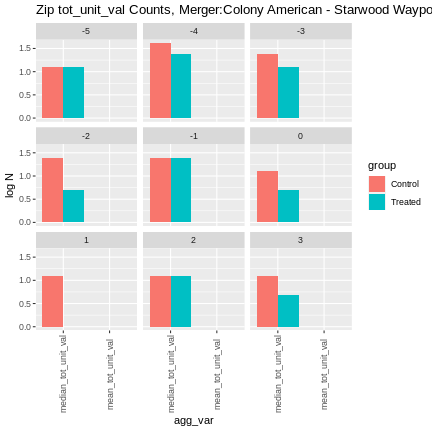 Zip tot_unit_val Counts, Merger:Colony American - Starwood Waypo
-5
-4
-3
1.5
1.0
0.5
0.0
-2
-1
0
1.5
1.0
0.5
0.0
1
2
3
1.5
1.0
0.5
0.0
log N
median_tot_unit_val
mean_tot_unit_val
median_tot_unit_val
mean_tot_unit_val
median_tot_unit_val
mean_tot_unit_val
agg_var
group
Control
Treated